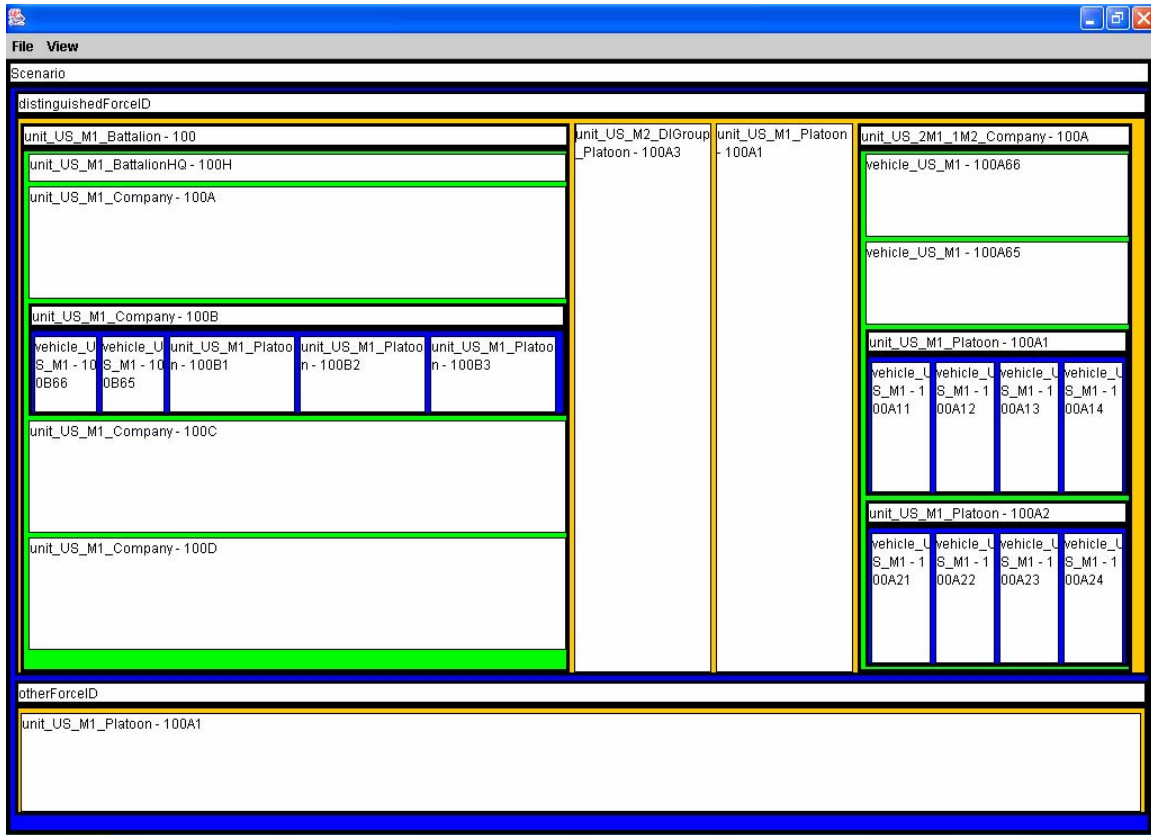 File View
Scenario
distinguishedForceID
unit_US_M1_Battalion - 100
unit_US_M1_BattalionHQ - 100H
unit_US_M1_Company - 100A
unit_US_M1_Company - 100B
vehicle_U
S_M1 - 10
0B66
vehicle_U
S_M1 - 10
0B65
unit_US_M1_Platoo
n - 100B1
unit_US_M1_Platoo
n - 100B2
unit_US_M1_Platoo
n - 100B3
unit_US_M1_Company - 100C
unit_US_M1_Company - 100D
unit_US_M2_DIGroup
_Platoon - 100A3
unit_US_M1_Platoon
- 100A1
unit_US_2M1_1M2_Company - 100A
vehicle_US_M1 - 100A66
vehicle_US_M1 - 100A65
unit_US_M1_Platoon - 100A1
vehicle_U
S_M1 - 1
00A11
vehicle_U
S_M1 - 1
00A12
vehicle_U
S_M1 - 1
00A13
vehicle_U
S_M1 - 1
00A14
unit_US_M1_Platoon - 100A2
vehicle_U
S_M1 - 1
00A21
vehicle_U
S_M1 - 1
00A22
vehicle_U
S_M1 - 1
00A23
vehicle_U
S_M1 - 1
00A24
otherForceID
unit_US_M1_Platoon - 100A1